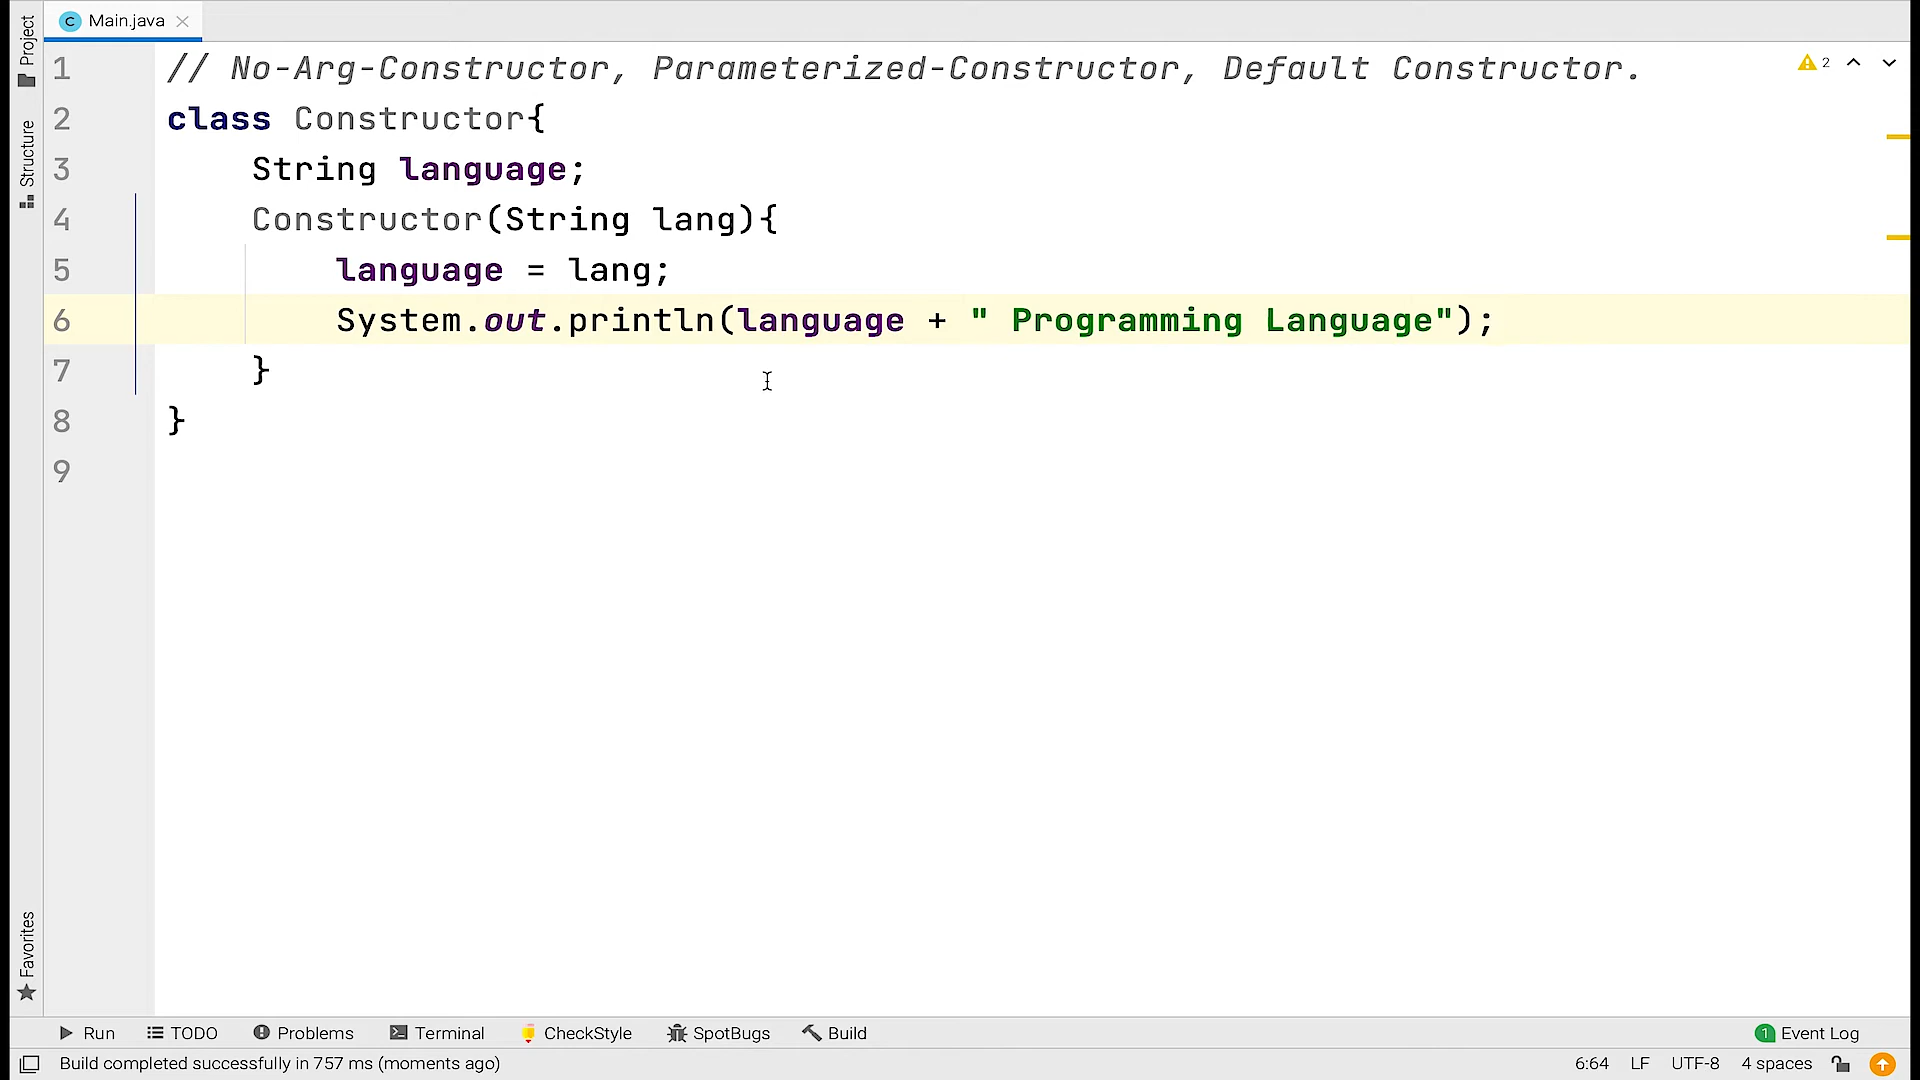 Main.java
Project
Structure
Favorites
2
1 // No-Arg-Constructor, Parameterized-Constructor, Default Constructor.
2 class Constructor{
3 String language;
4 Constructor(String lang){
5 language = lang;
6 System.out.println(language + " Programming Language");
7 }
8 }
9
Run TODO Problems Terminal CheckStyle SpotBugs Build 1 Event Log
Build completed successfully in 757 ms (moments ago) 6:64 LF UTF-8 4 spaces